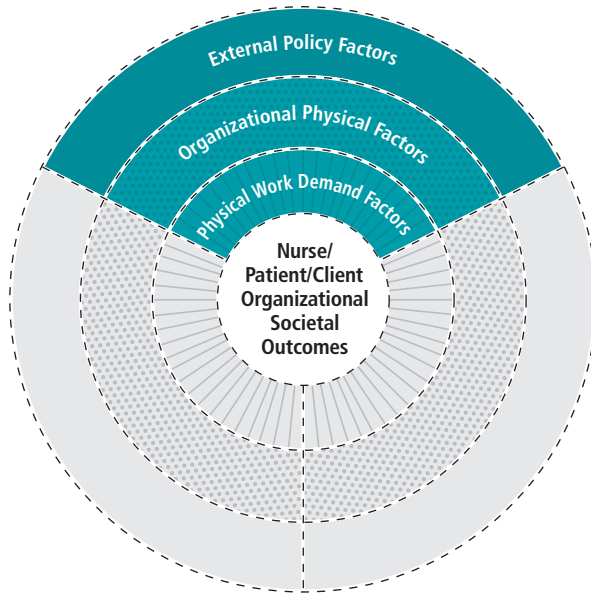 External Policy Factors
Organizational Physical Factors
Physical Work Demand Factors
Nurse/
Patient/Client
Organizational
Societal
Outcomes